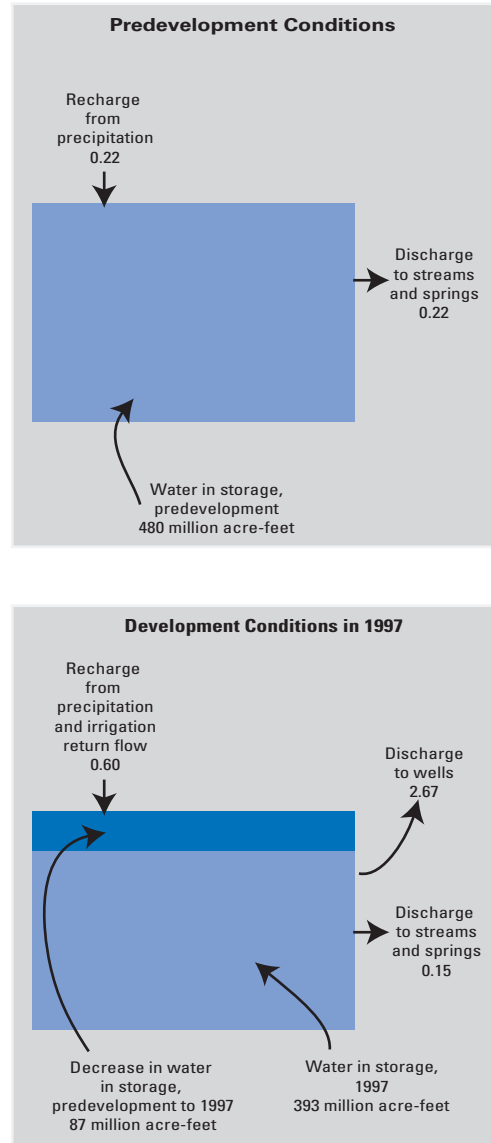 Predevelopment Conditions
Recharge
from
precipitation
0.22
Discharge
to streams
and springs
0.22
Water in storage,
predevelopment
480 million acre-feet
Development Conditions in 1997
Recharge
from
precipitation
and irrigation
return flow
0.60
Discharge
to wells
2.67
Discharge
to streams
and springs
0.15
Decrease in water
in storage,
predevelopment to 1997
87 million acre-feet
Water in storage,
1997
393 million acre-feet